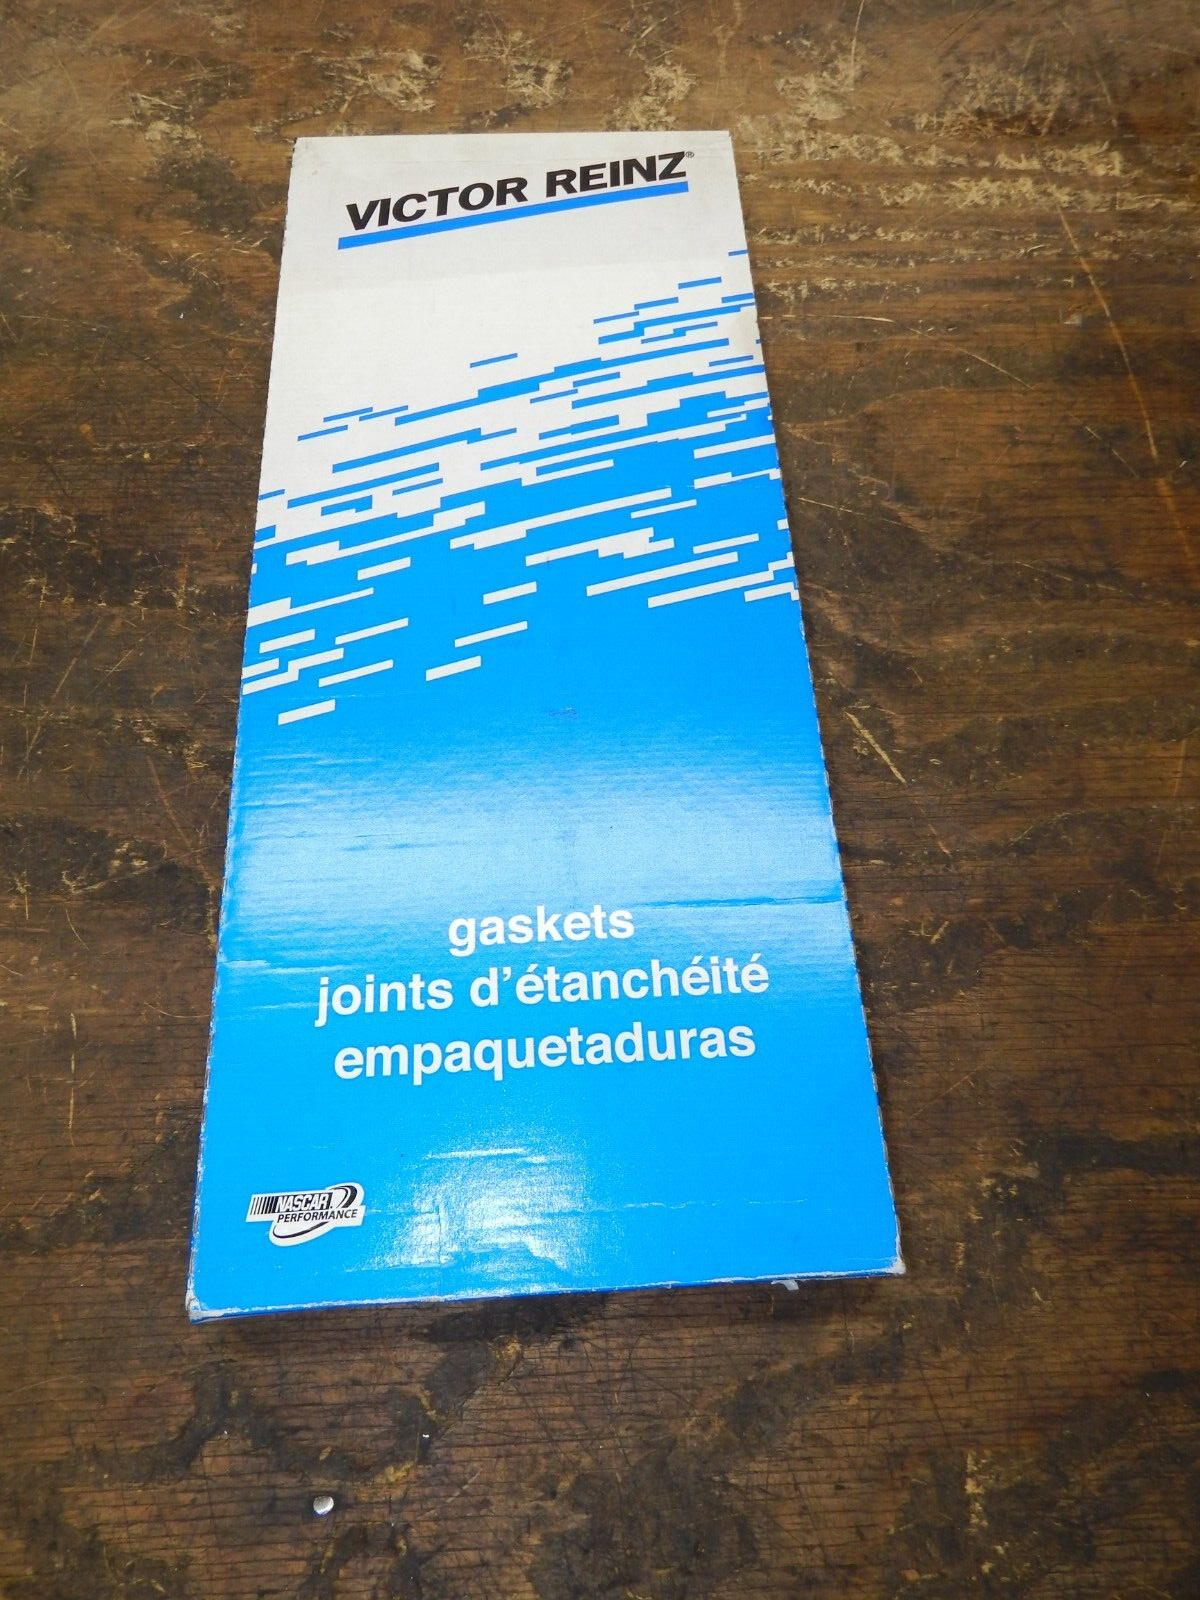 VICTOR REINZ®
gaskets
joints d'étanchéité
empaquetaduras
NASCAR
PERFORMANCE